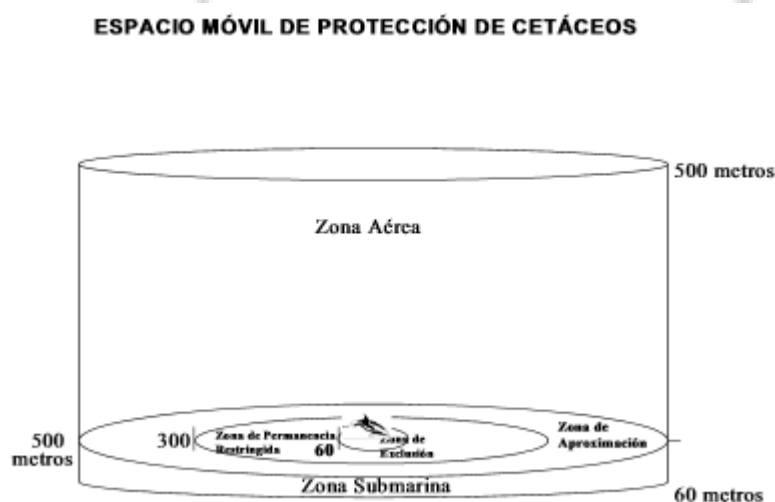 ESPACIO MÓVIL DE PROTECCIÓN DE CETÁCEOS
500 metros
Zona Aérea
500
metros
300
Zona de Permanencia
Restringida
60
Zona de
Exclusión
Zona de
Aproximación
Zona Submarina
60 metros